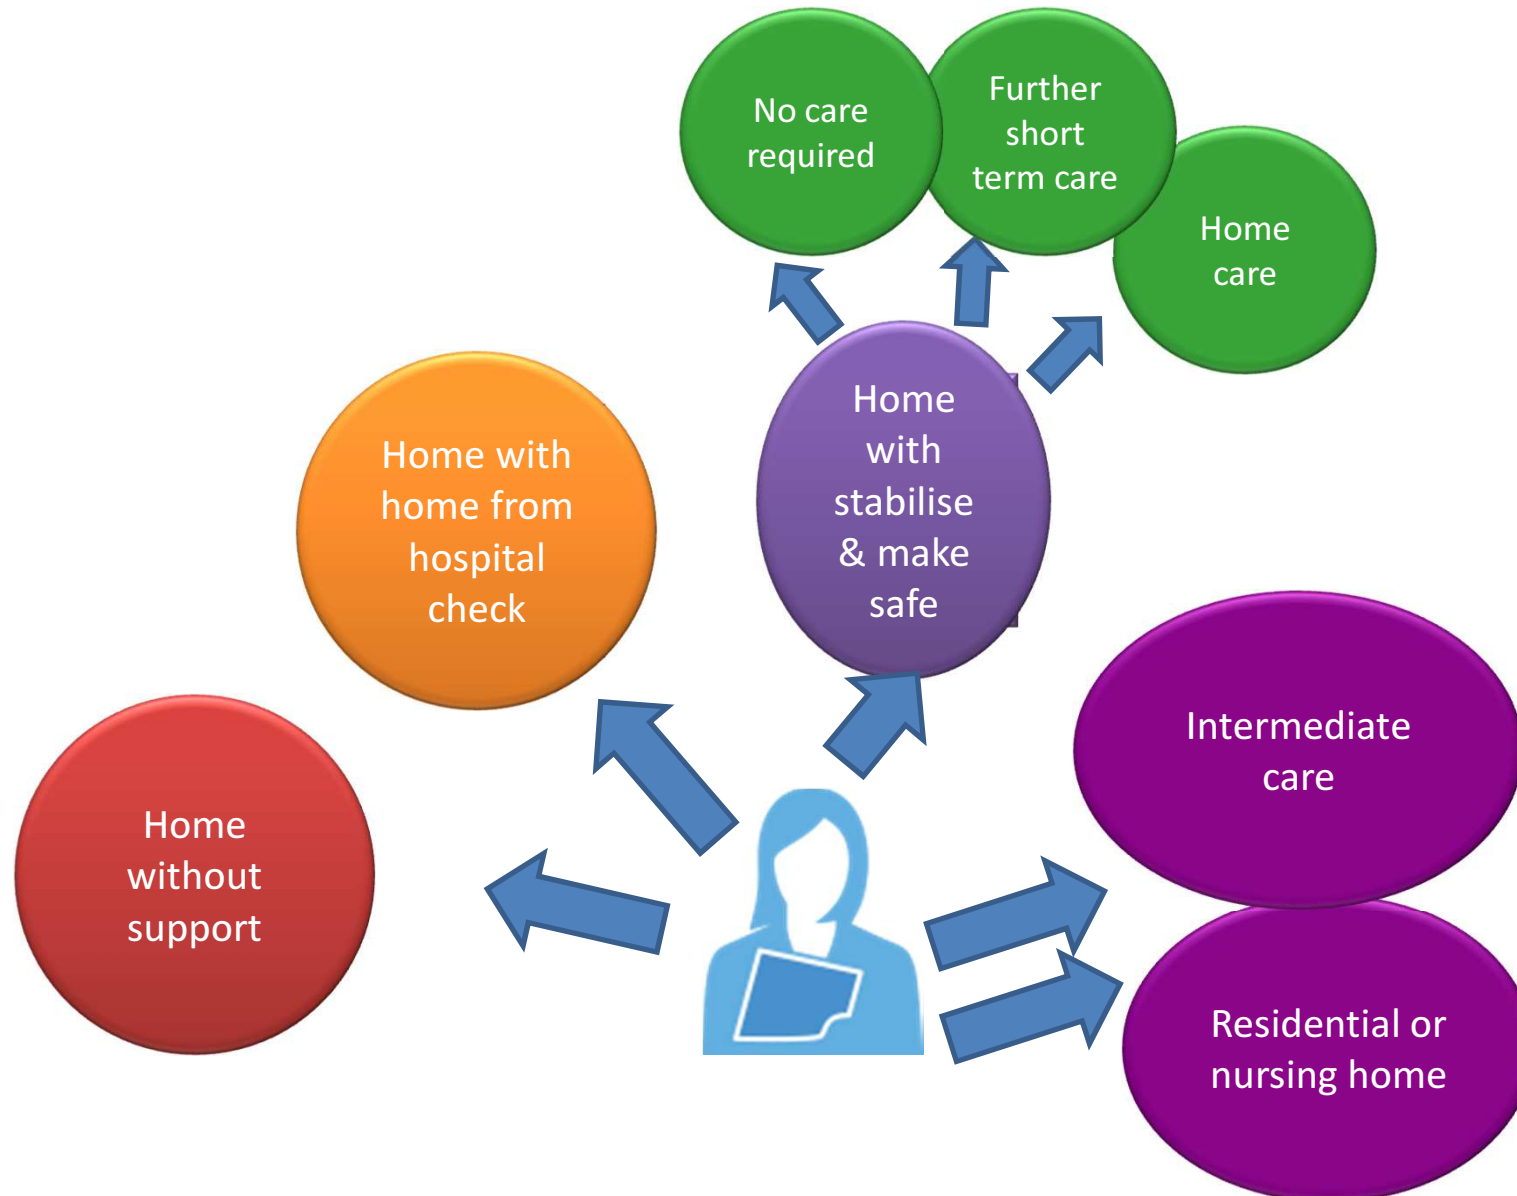 No care
required
Further
short
term care
Home
care
Home
with
stabilise
& make
safe
Home with
home from
hospital
check
Home
without
support
Intermediate
care
Residential or
nursing home